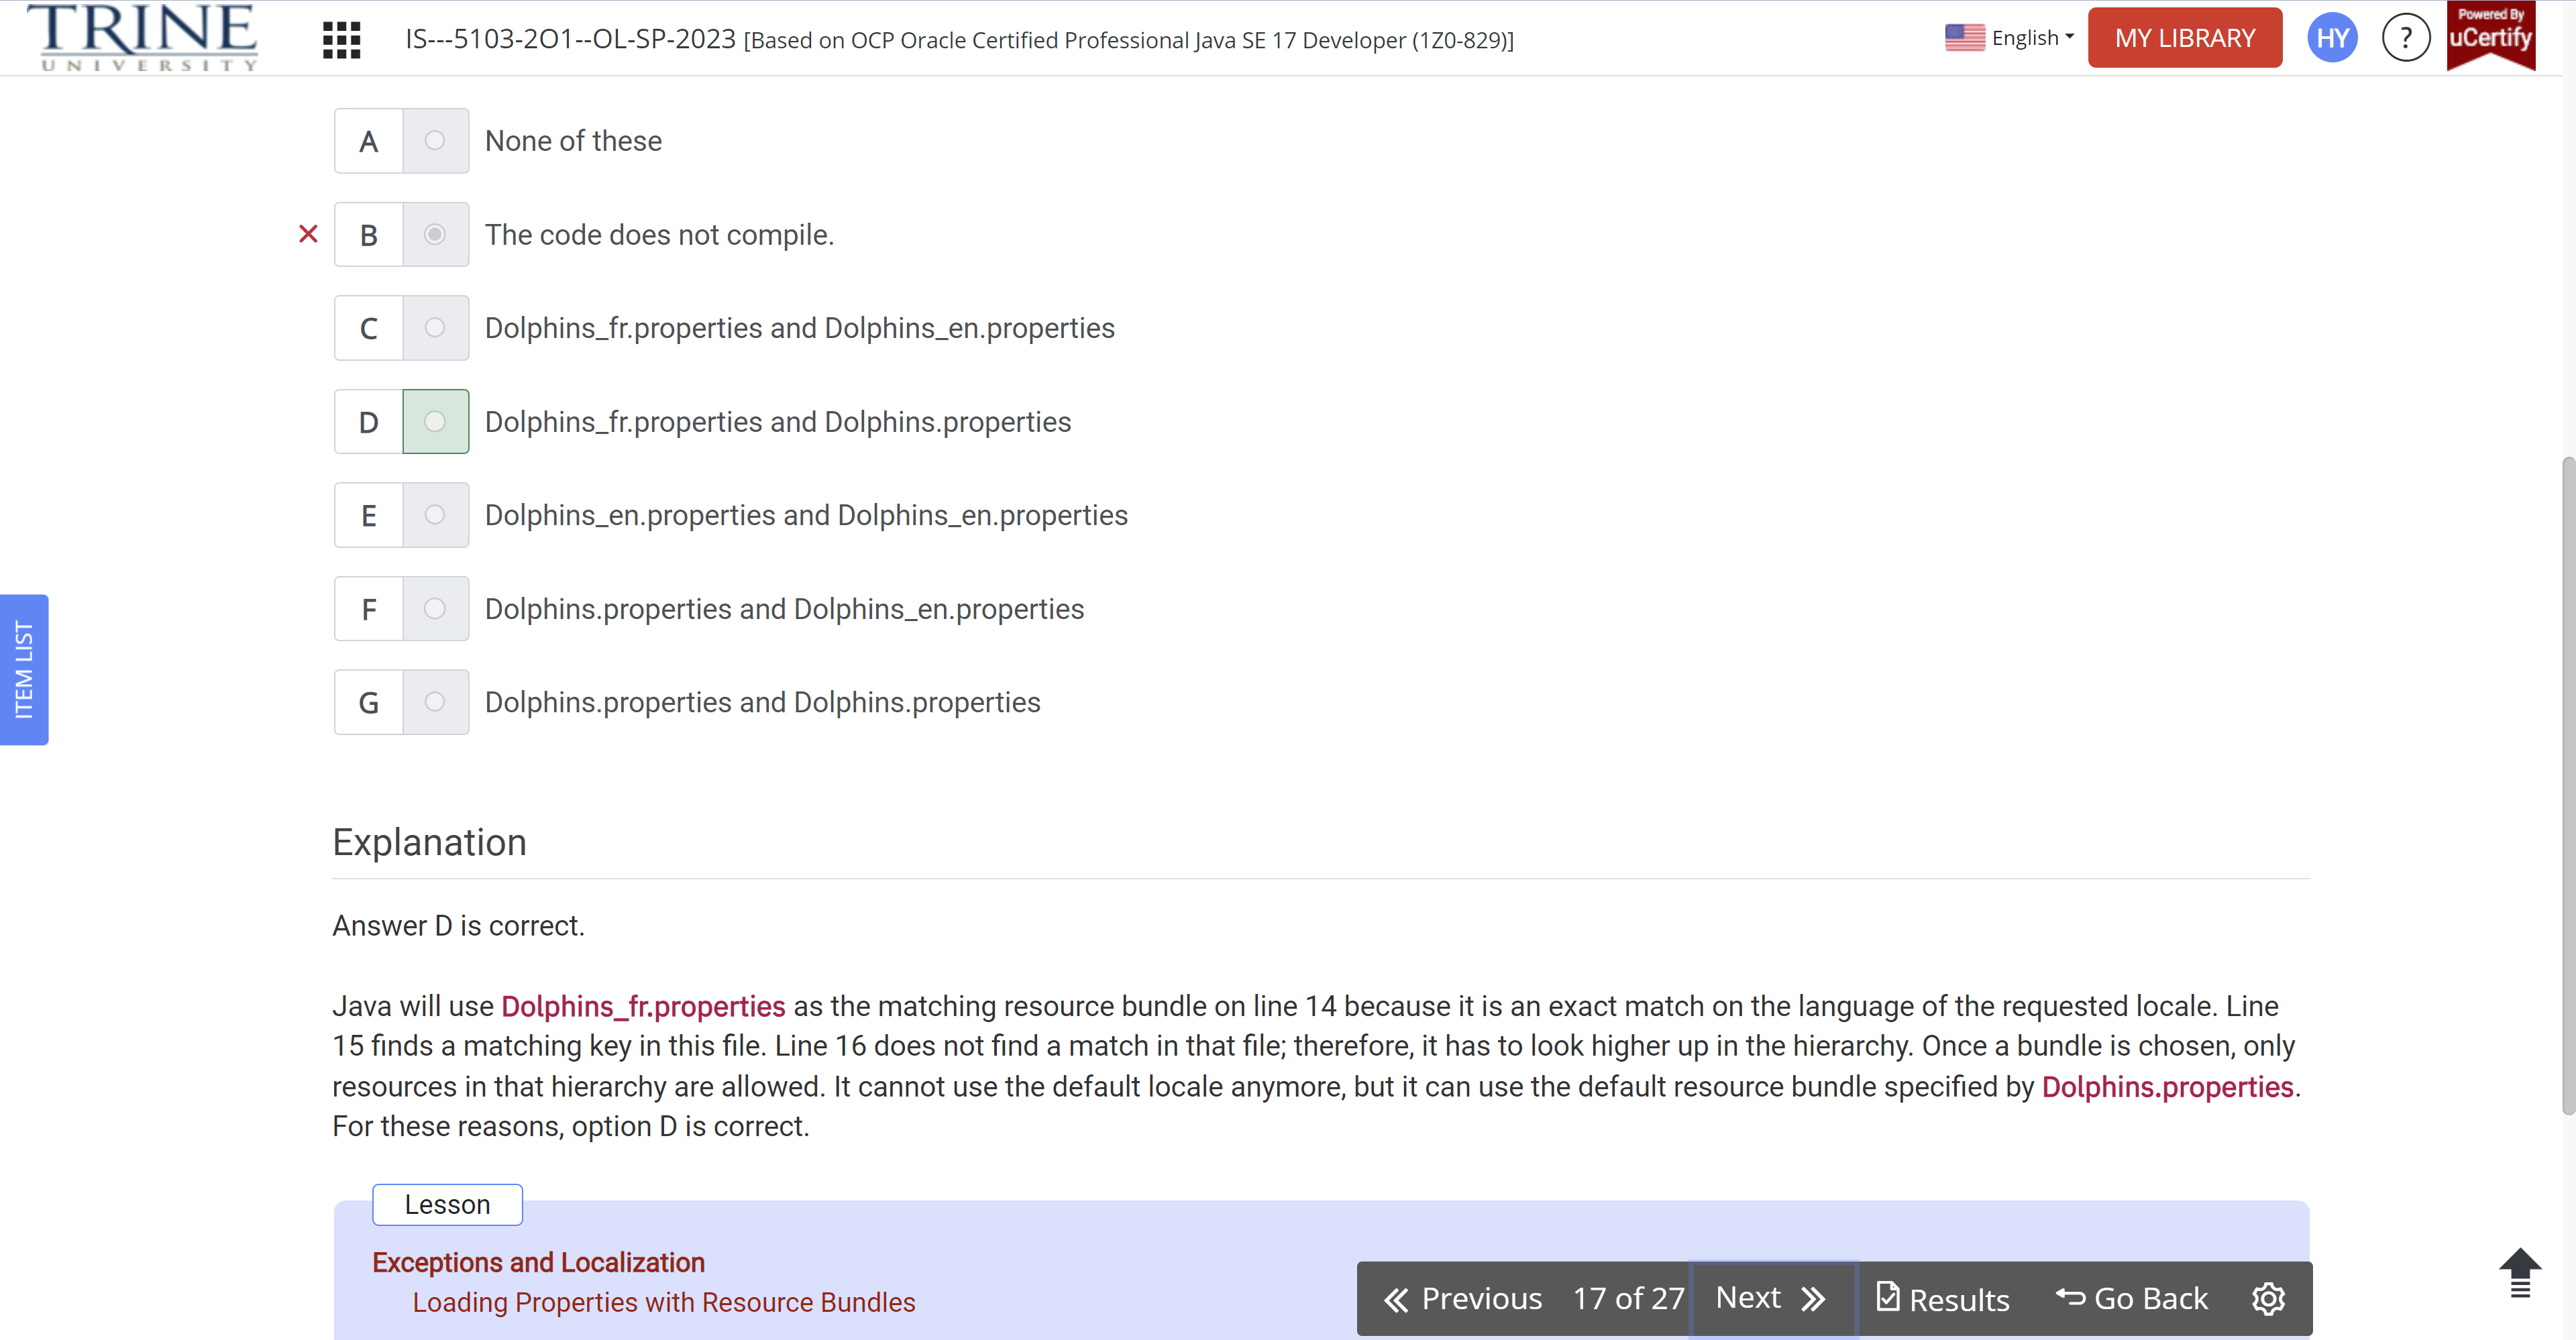 TRINE
UNIVERSITY
IS---5103-2O1--OL-SP-2023 [Based on OCP Oracle Certified Professional Java SE 17 Developer (1Z0-829)]
English
MY LIBRARY
HY
?
Powered By
uCertify
A None of these
B The code does not compile.
C Dolphins_fr.properties and Dolphins_en.properties
D Dolphins_fr.properties and Dolphins.properties
E Dolphins_en.properties and Dolphins_en.properties
F Dolphins.properties and Dolphins_en.properties
G Dolphins.properties and Dolphins.properties
ITEM LIST
Explanation
Answer D is correct.
Java will use Dolphins_fr.properties as the matching resource bundle on line 14 because it is an exact match on the language of the requested locale. Line
15 finds a matching key in this file. Line 16 does not find a match in that file; therefore, it has to look higher up in the hierarchy. Once a bundle is chosen, only
resources in that hierarchy are allowed. It cannot use the default locale anymore, but it can use the default resource bundle specified by Dolphins.properties.
For these reasons, option D is correct.
Lesson
Exceptions and Localization
Loading Properties with Resource Bundles
Previous 17 of 27 Next Results Go Back